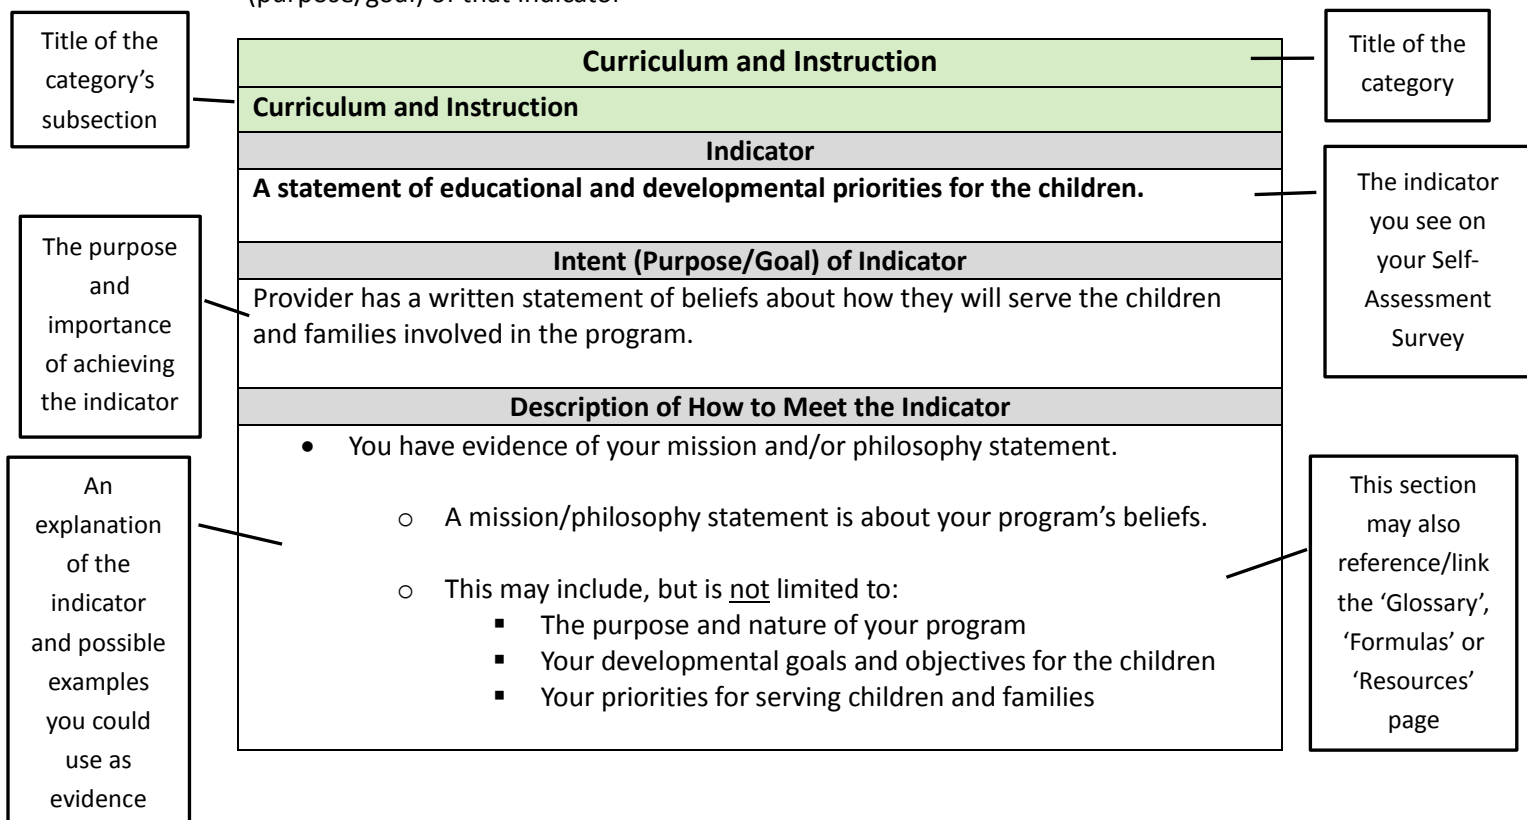 (purpose/goal) of that indicator
Title of the
category’s
subsection
Curriculum and Instruction
Title of the
category
Curriculum and Instruction
Indicator
A statement of educational and developmental priorities for the children.
The indicator
you see on
your Self-
Assessment
Survey
The purpose
and
importance
of achieving
the indicator
Intent (Purpose/Goal) of Indicator
Provider has a written statement of beliefs about how they will serve the children
and families involved in the program.
Description of How to Meet the Indicator
• You have evidence of your mission and/or philosophy statement.
o A mission/philosophy statement is about your program’s beliefs.
o This may include, but is not limited to:
▪ The purpose and nature of your program
▪ Your developmental goals and objectives for the children
▪ Your priorities for serving children and families
An
explanation
of the
indicator
and possible
examples
you could
use as
evidence
This section
may also
reference/link
the ‘Glossary’,
‘Formulas’ or
‘Resources’
page